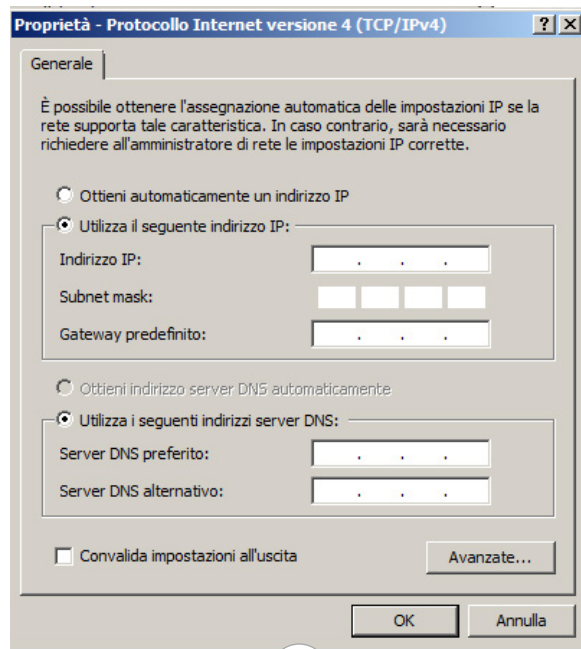 Proprietà - Protocollo Internet versione 4 (TCP/IPv4)
Generale
È possibile ottenere l'assegnazione automatica delle impostazioni IP se la
rete supporta tale caratteristica. In caso contrario, sarà necessario
richiedere all'amministratore di rete le impostazioni IP corrette.
Ottieni automaticamente un indirizzo IP
Utilizza il seguente indirizzo IP:
Indirizzo IP:
Subnet mask:
Gateway predefinito:
Ottieni indirizzo server DNS automaticamente
Utilizza i seguenti indirizzi server DNS:
Server DNS preferito:
Server DNS alternativo:
Convalida impostazioni all'uscita
Avanzate...
OK Annulla